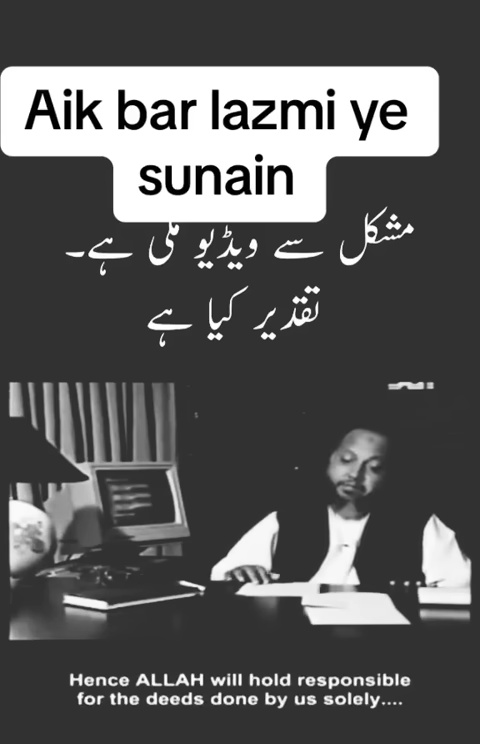 Aik bar lazmi ye
sunain
مشکل سے ویڈیو ملی ہے۔
تقدیر کیا ہے
Hence ALLAH will hold responsible
for the deeds done by us solely....